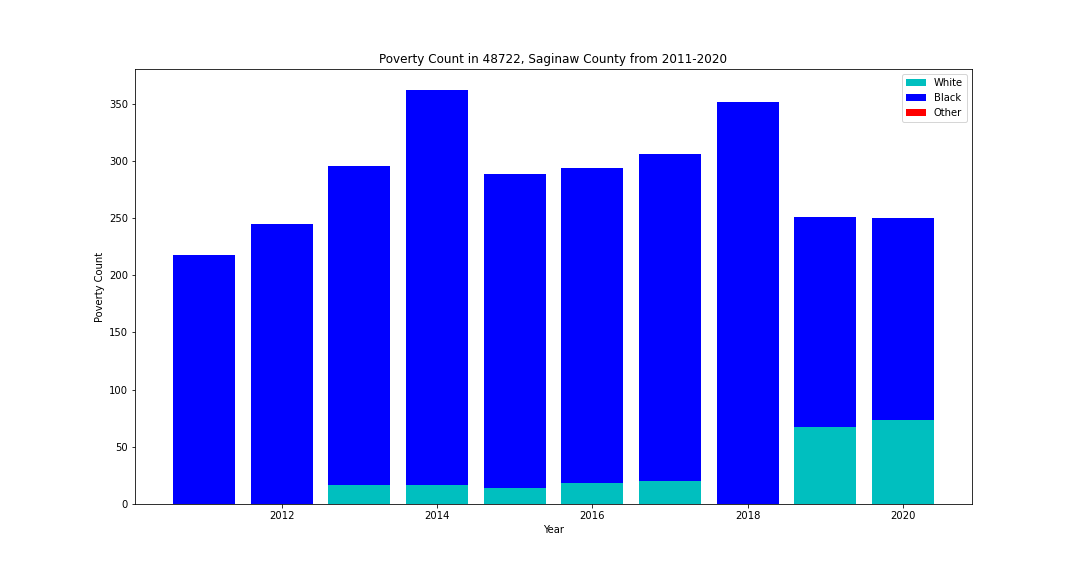 Poverty Count in 48722, Saginaw County from 2011-2020
White
Black
Other
350
300
250
200
150
100
50
0
Poverty Count
2012 2014 2016 2018 2020
Year